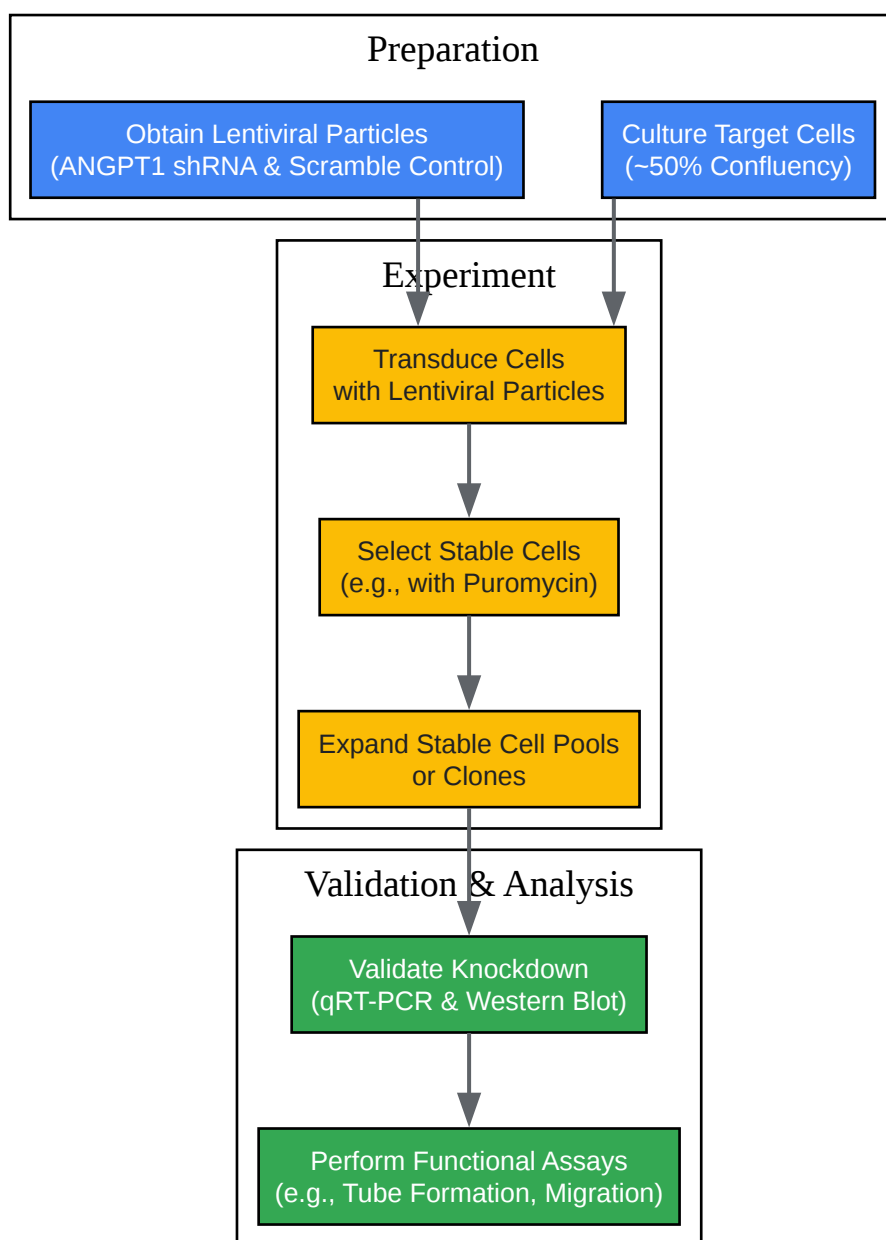 Preparation
Obtain Lentiviral Particles
(ANGPT1 shRNA & Scramble Control)
Culture Target Cells
(~50% Confluency)
Experiment
Transduce Cells
with Lentiviral Particles
Select Stable Cells
(e.g., with Puromycin)
Expand Stable Cell Pools
or Clones
Validation & Analysis
Validate Knockdown
(qRT-PCR & Western Blot)
Perform Functional Assays
(e.g., Tube Formation, Migration)